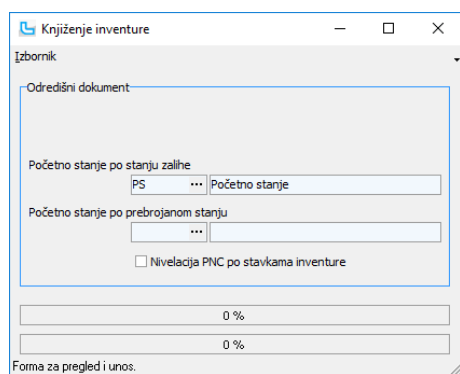 Knjiženje inventure
Izbornik
Odredišni dokument
Početno stanje po stanju zalihe
PS ... Početno stanje
Početno stanje po prebrojanom stanju
...
Nivelacija PNC po stavkama inventure
0 %
0 %
Forma za pregled i unos.